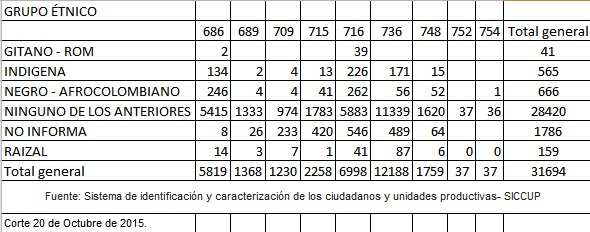 GRUPO ÉTNICO
686 689 709 715 716 736 748 752 754 Total general
GITANO - ROM 2 39 41
INDIGENA 134 2 4 13 226 171 15 565
NEGRO - AFROCOLOMBIANO 246 4 4 41 262 56 52 1 666
NINGUNO DE LOS ANTERIORES 5415 1333 974 1783 5883 11339 1620 37 36 28420
NO INFORMA 8 26 233 420 546 489 64 1786
RAIZAL 14 3 7 1 41 87 6 0 0 159
Total general 5819 1368 1230 2258 6998 12188 1759 37 37 31694
Fuente: Sistema de identificación y caracterización de los ciudadanos y unidades productivas- SICCUP
Corte 20 de Octubre de 2015.